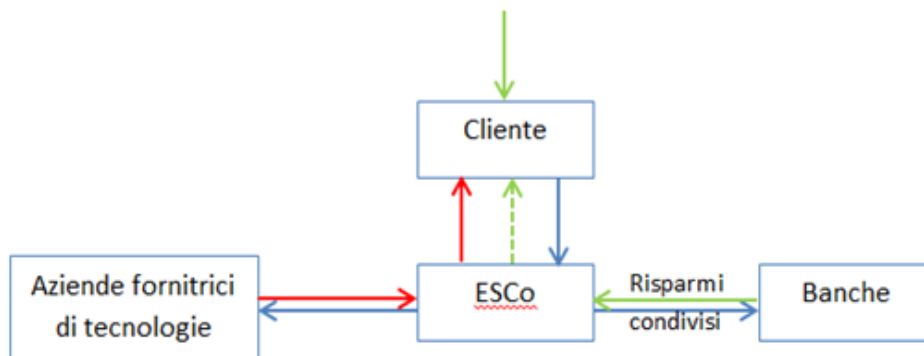 Cliente
Aziende fornitrici
di tecnologie
ESCo
Risparmi
condivisi
Banche